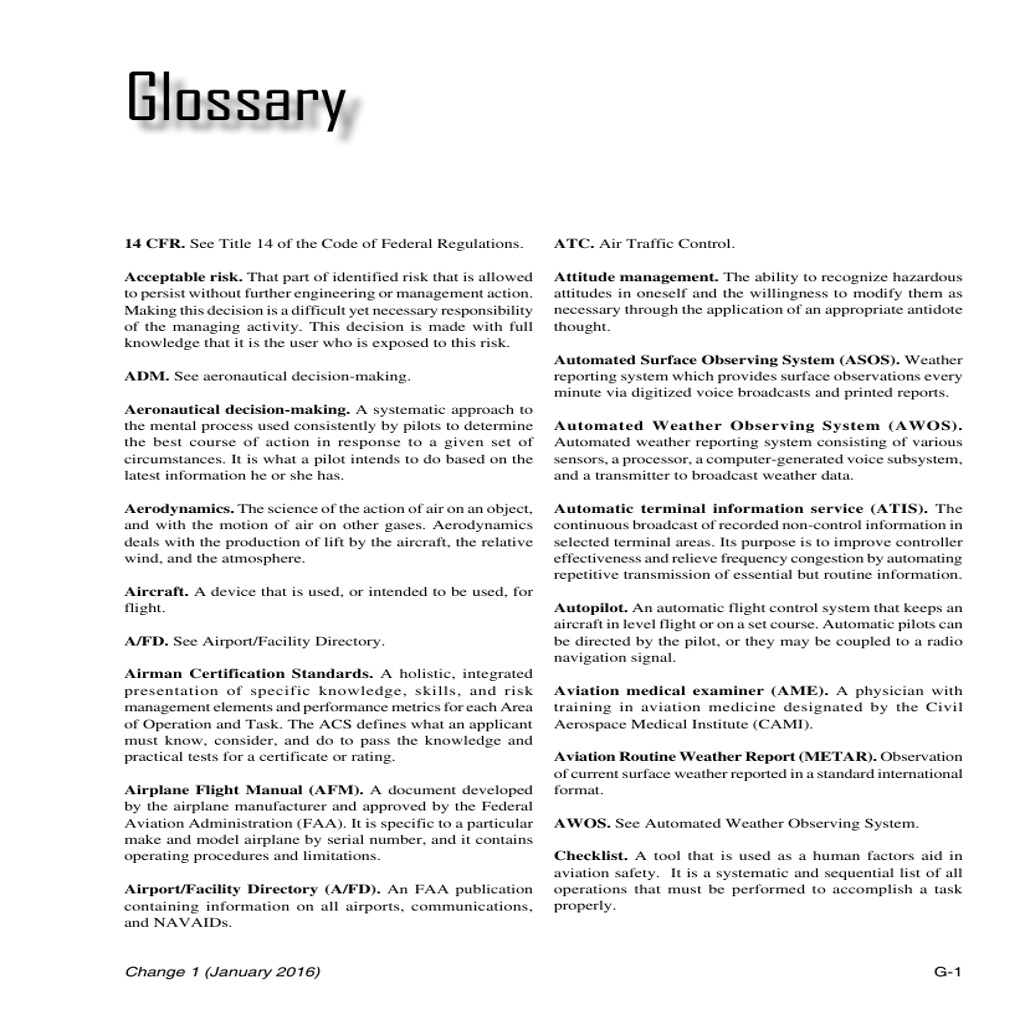 Glossary
14 CFR. See Title 14 of the Code of Federal Regulations.
Acceptable risk. That part of identified risk that is allowed
to persist without further engineering or management action.
Making this decision is a difficult yet necessary responsibility
of the managing activity. This decision is made with full
knowledge that it is the user who is exposed to this risk.
ADM. See aeronautical decision-making.
Aeronautical decision-making. A systematic approach to
the mental process used consistently by pilots to determine
the best course of action in response to a given set of
circumstances. It is what a pilot intends to do based on the
latest information he or she has.
Aerodynamics. The science of the action of air on an object,
and with the motion of air on other gases. Aerodynamics
deals with the production of lift by the aircraft, the relative
wind, and the atmosphere.
Aircraft. A device that is used, or intended to be used, for
flight.
A/FD. See Airport/Facility Directory.
Airman Certification Standards. A holistic, integrated
presentation of specific knowledge, skills, and risk
management elements and performance metrics for each Area
of Operation and Task. The ACS defines what an applicant
must know, consider, and do to pass the knowledge and
practical tests for a certificate or rating.
Airplane Flight Manual (AFM). A document developed
by the airplane manufacturer and approved by the Federal
Aviation Administration (FAA). It is specific to a particular
make and model airplane by serial number, and it contains
operating procedures and limitations.
Airport/Facility Directory (A/FD). An FAA publication
containing information on all airports, communications,
and NAVAIDs.
ATC. Air Traffic Control.
Attitude management. The ability to recognize hazardous
attitudes in oneself and the willingness to modify them as
necessary through the application of an appropriate antidote
thought.
Automated Surface Observing System (ASOS). Weather
reporting system which provides surface observations every
minute via digitized voice broadcasts and printed reports.
Automated Weather Observing System (AWOS).
Automated weather reporting system consisting of various
sensors, a processor, a computer-generated voice subsystem,
and a transmitter to broadcast weather data.
Automatic terminal information service (ATIS). The
continuous broadcast of recorded non-control information in
selected terminal areas. Its purpose is to improve controller
effectiveness and relieve frequency congestion by automating
repetitive transmission of essential but routine information.
Autopilot. An automatic flight control system that keeps an
aircraft in level flight or on a set course. Automatic pilots can
be directed by the pilot, or they may be coupled to a radio
navigation signal.
Aviation medical examiner (AME). A physician with
training in aviation medicine designated by the Civil
Aerospace Medical Institute (CAMI).
Aviation Routine Weather Report (METAR). Observation
of current surface weather reported in a standard international
format.
AWOS. See Automated Weather Observing System.
Checklist. A tool that is used as a human factors aid in
aviation safety. It is a systematic and sequential list of all
operations that must be performed to accomplish a task
properly.
Change 1 (January 2016)
G-1